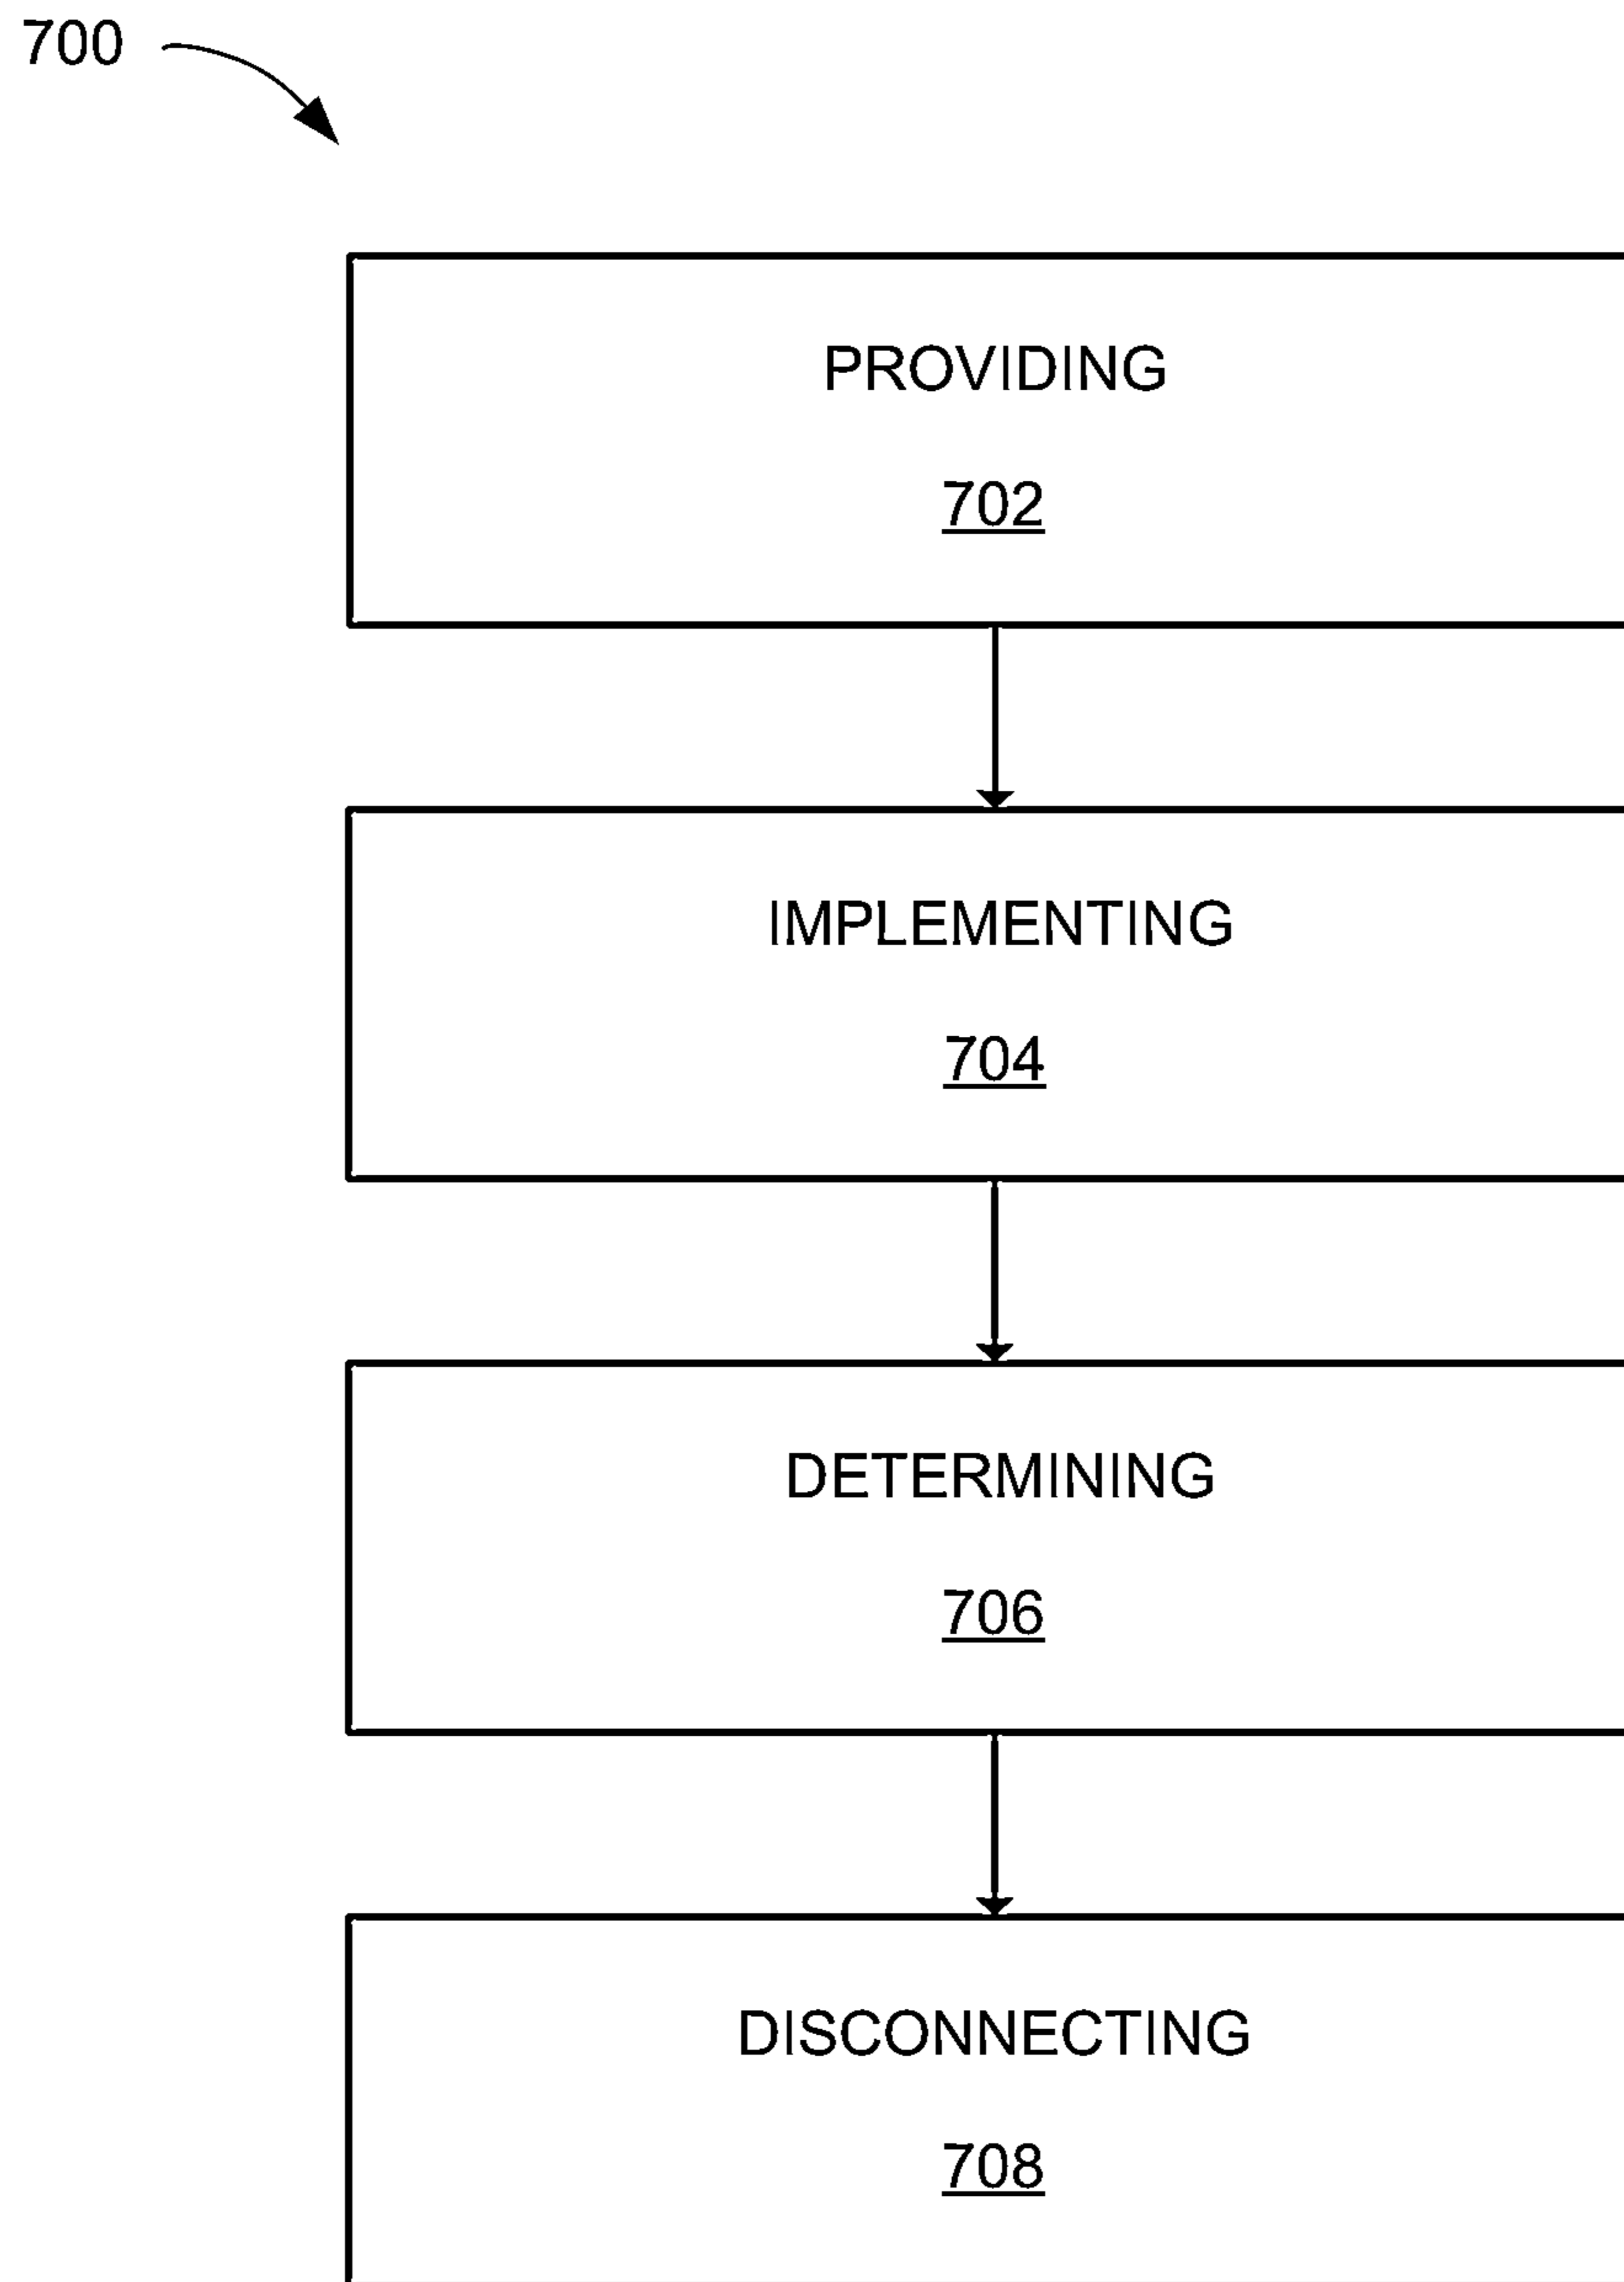 700
PROVIDING
702
IMPLEMENTING
704
DETERMINING
706
DISCONNECTING
708